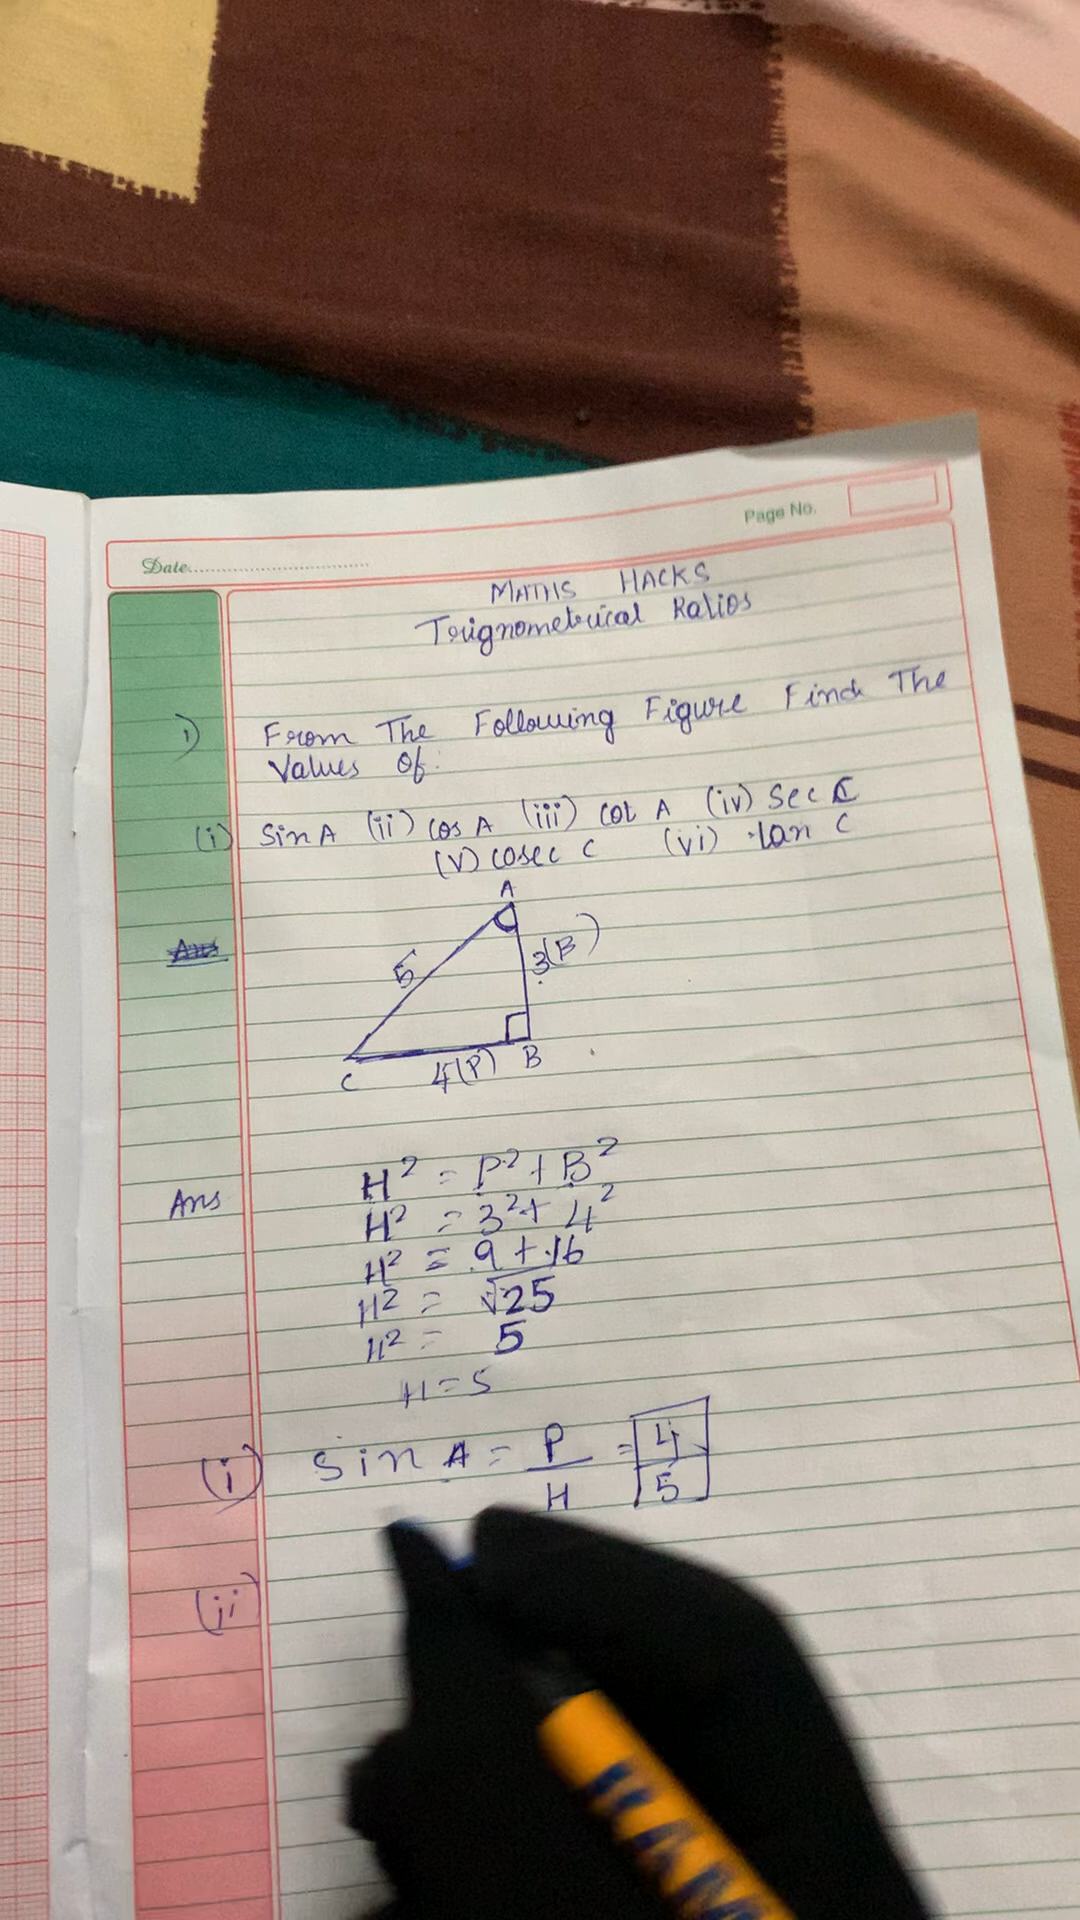 Page No.
Date
MATHS HACKS
Trignometrical Ratios
1) From The Following Figure Find The
Values Of:
(i) Sin A (ii) cos A (iii) cot A (iv) Sec C
(v) cosec C (vi) tan C
A
5
3(B)
C
4(P)
B
Ans
H² = P² + B²
H² = 3² + 4²
H² = 9 + 16
H² = √25
H² = 5
H = 5
(i) Sin A = P/H = 4/5
(ii)